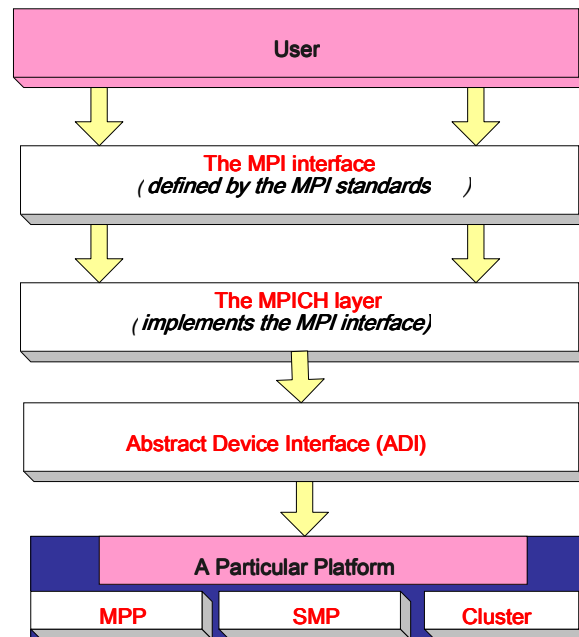 User
The MPI interface
(defined by the MPI standards )
The MPICH layer
(implements the MPI interface)
Abstract Device Interface (ADI)
A Particular Platform
MPP SMP Cluster